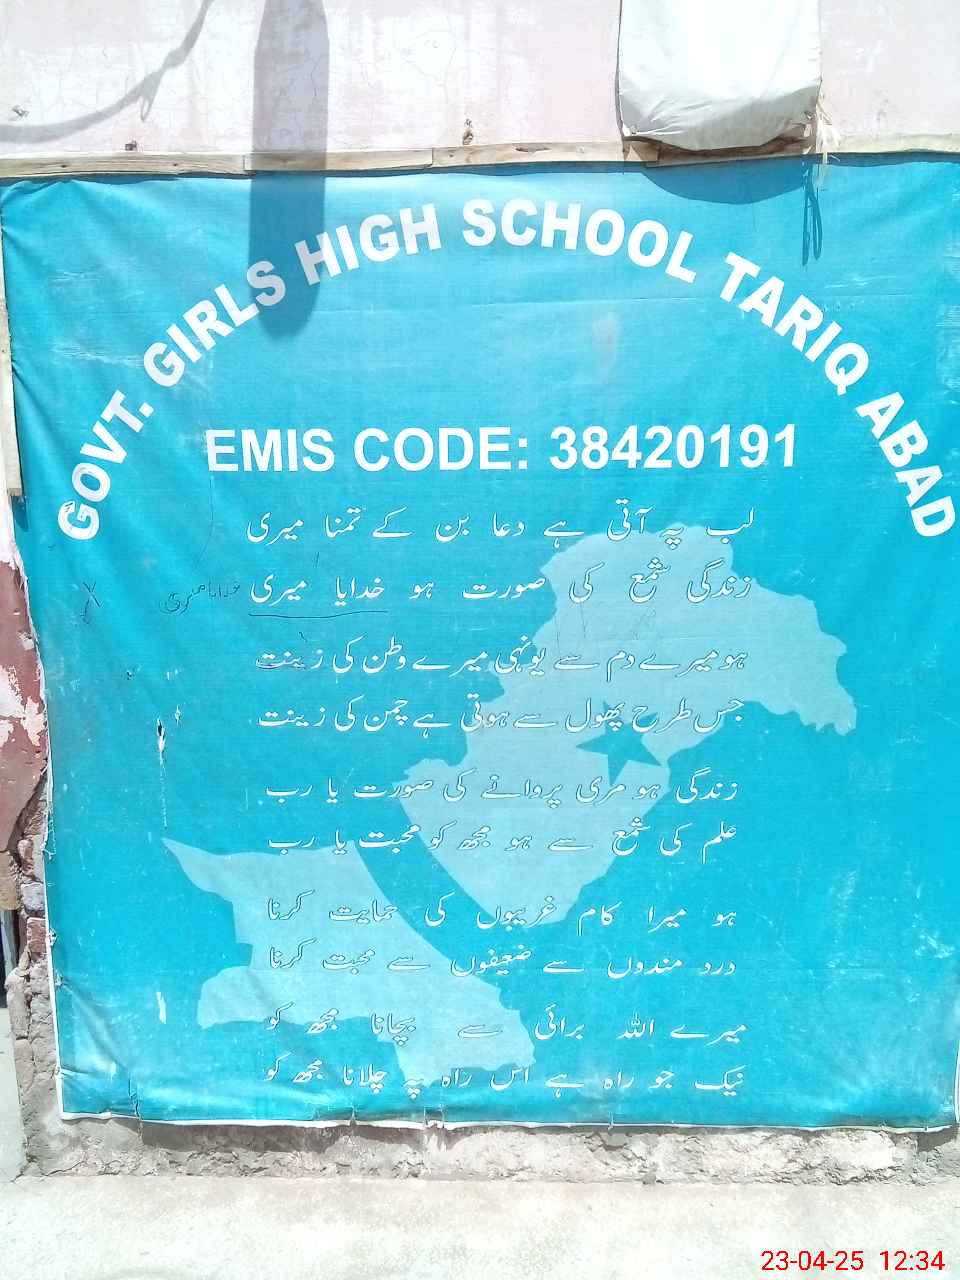 GOVT. GIRLS HIGH SCHOOL TARIQ ABAD
EMIS CODE: 38420191
لب پہ آتی ہے دعا بن کے تمنا میری
زندگی شمع کی صورت ہو خدایا میری
خدایا میری
ہو میرے دم سے یونہی میرے وطن کی زینت
جس طرح پھول سے ہوتی ہے چمن کی زینت
زندگی ہو مری پروانے کی صورت یا رب
علم کی شمع سے ہو مجھ کو محبت یا رب
ہو میرا کام غریبوں کی حمایت کرنا
درد مندوں سے ضعیفوں سے محبت کرنا
میرے اللہ برائی سے بچانا مجھ کو
نیک جو راہ ہے اس راہ پہ چلانا مجھ کو
23-04-25 12:34